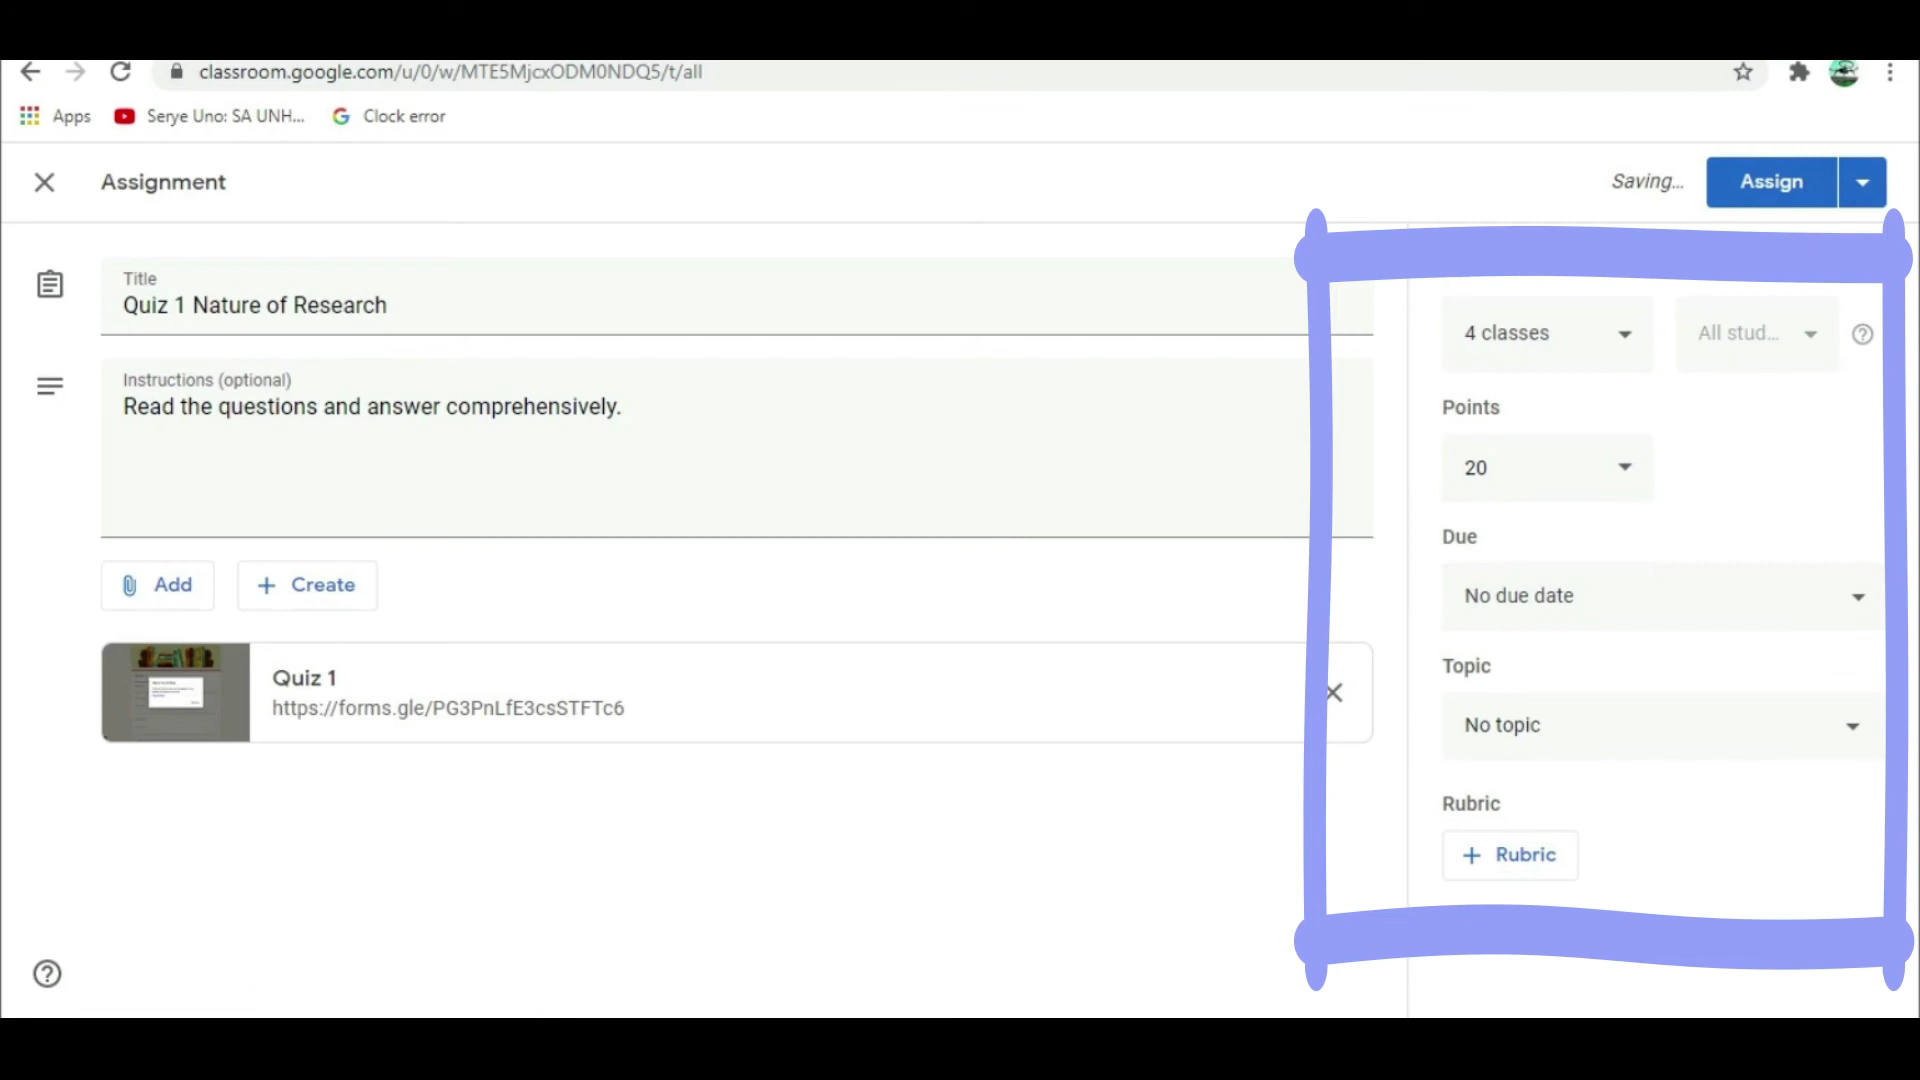 classroom.google.com/u/0/w/MTE5MjcxODM0NDQ5/t/all
Apps
Serye Uno: SA UNH...
Clock error
Assignment
Saving...
Assign
Title
Quiz 1 Nature of Research
Instructions (optional)
Read the questions and answer comprehensively.
Add
Create
Quiz 1
https://forms.gle/PG3PnLfE3csSTFTc6
4 classes
All stud...
Points
20
Due
No due date
Topic
No topic
Rubric
+ Rubric